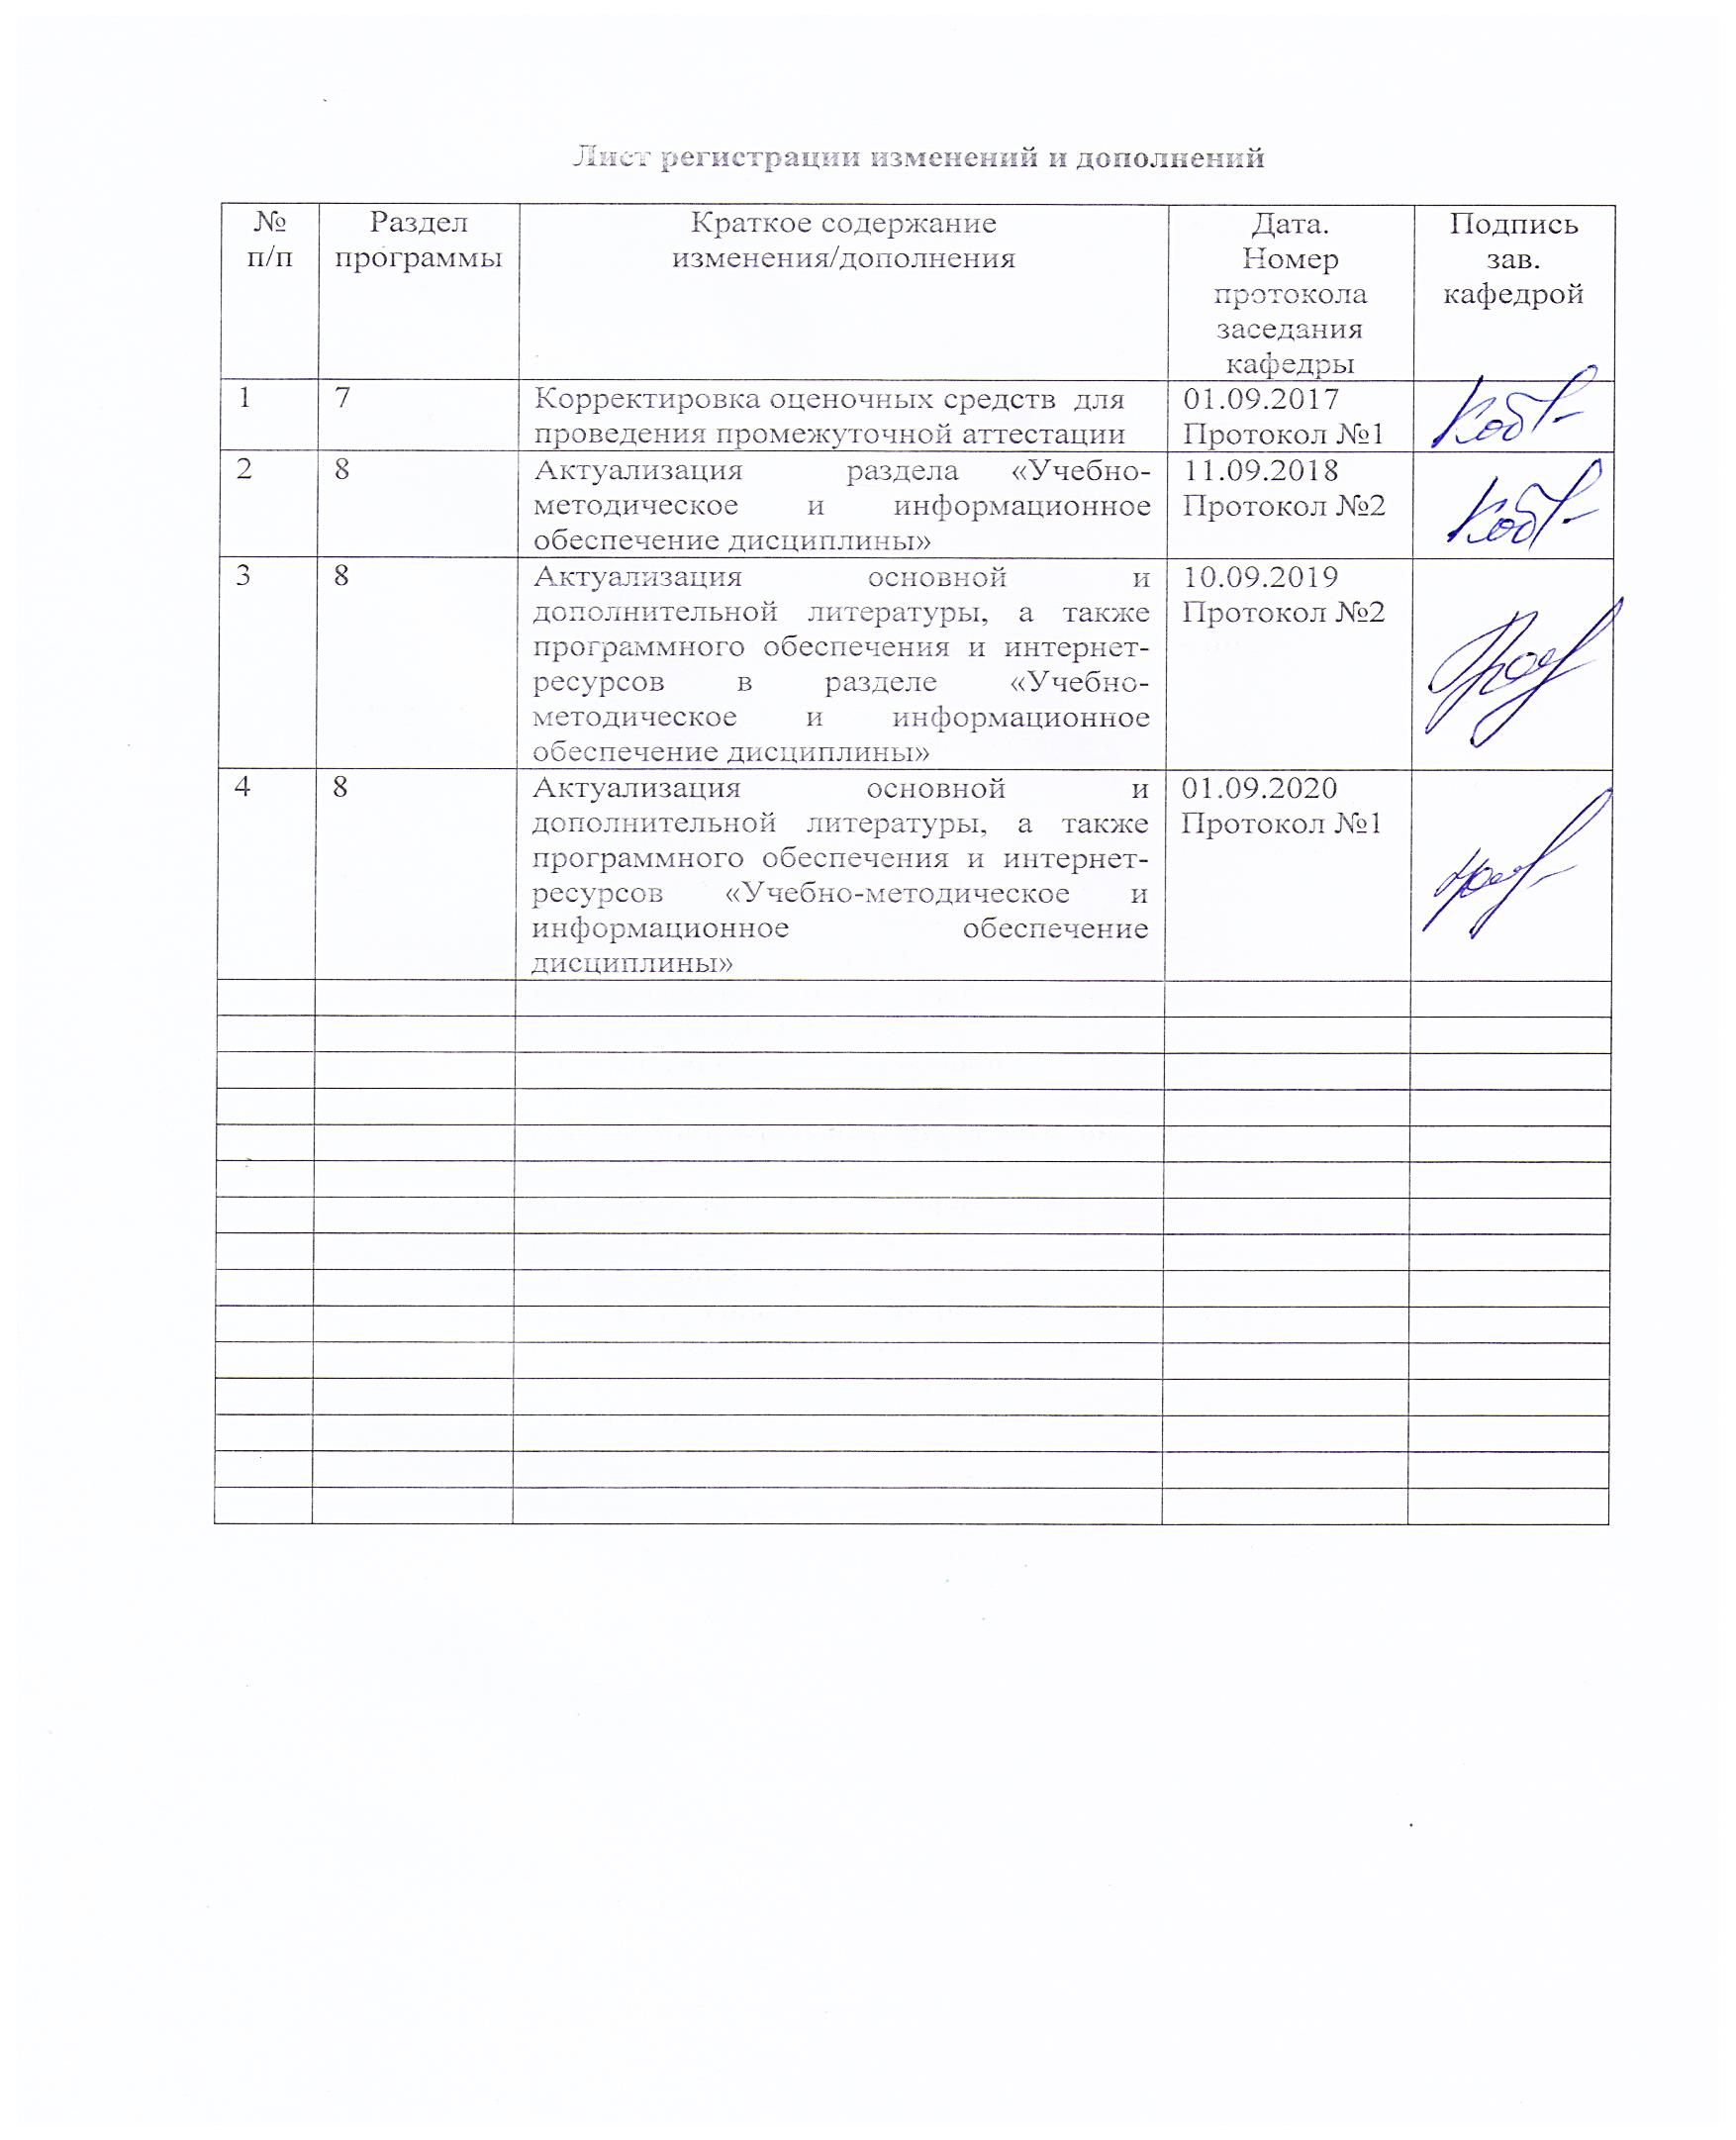 Лист регистрации изменений и дополнений
№
п/п
Раздел
программы
Краткое содержание
изменения/дополнения
Дата.
Номер
протокола
заседания
кафедры
Подпись
зав.
кафедрой
1
7
Корректировка оценочных средств для
проведения промежуточной аттестации
01.09.2017
Протокол №1
2
8
Актуализация раздела «Учебно-
методическое и информационное
обеспечение дисциплины»
11.09.2018
Протокол №2
3
8
Актуализация основной и
дополнительной литературы, а также
программного обеспечения и интернет-
ресурсов в разделе «Учебно-
методическое и информационное
обеспечение дисциплины»
10.09.2019
Протокол №2
4
8
Актуализация основной и
дополнительной литературы, а также
программного обеспечения и интернет-
ресурсов «Учебно-методическое и
информационное обеспечение
дисциплины»
01.09.2020
Протокол №1